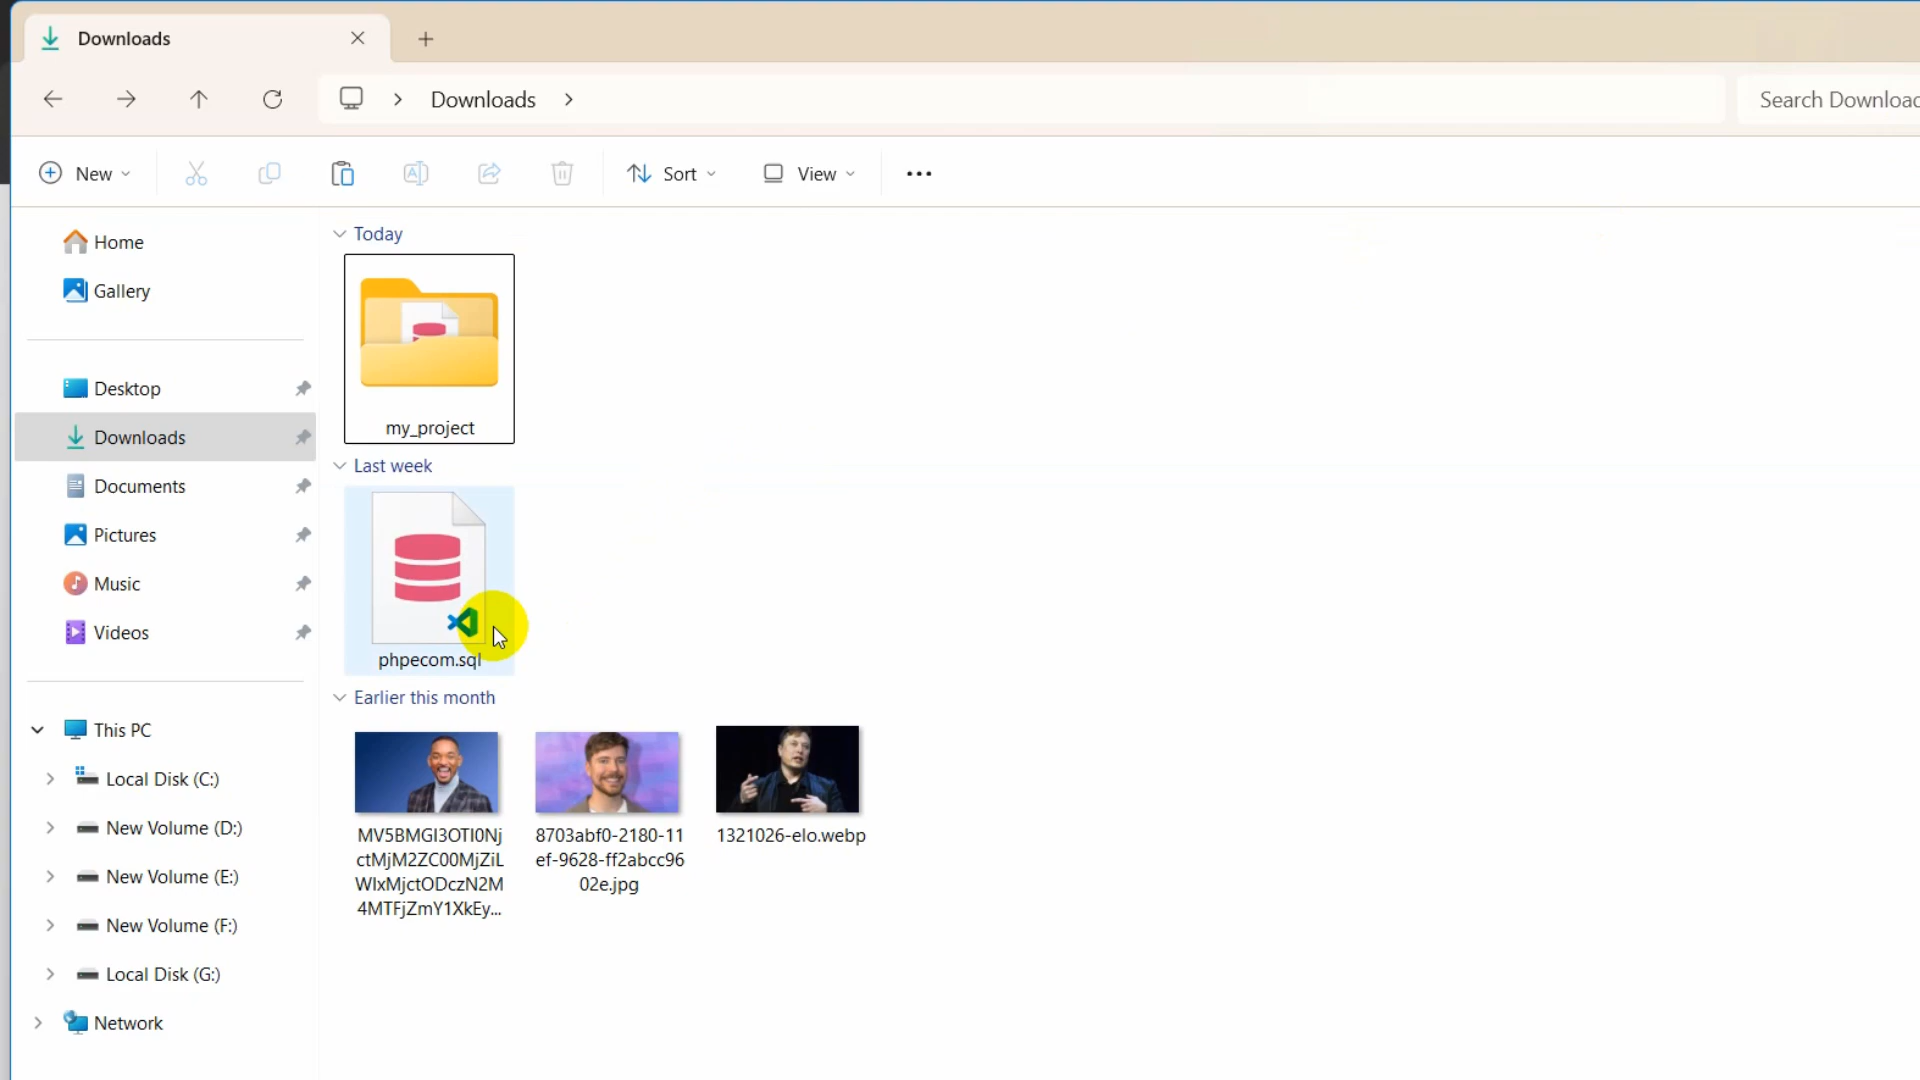 Downloads
Downloads
Search Downloac
New
Sort
View
Home
Gallery
Desktop
Downloads
Documents
Pictures
Music
Videos
This PC
Local Disk (C:)
New Volume (D:)
New Volume (E:)
New Volume (F:)
Local Disk (G:)
Network
Today
my_project
Last week
phpecom.sql
Earlier this month
MV5BMGI3OTI0Nj
ctMjM2ZC00MjZiL
WIxMjctODczN2M
4MTFjZmY1XkEy...
8703abf0-2180-11
ef-9628-ff2abcc96
02e.jpg
1321026-elo.webp